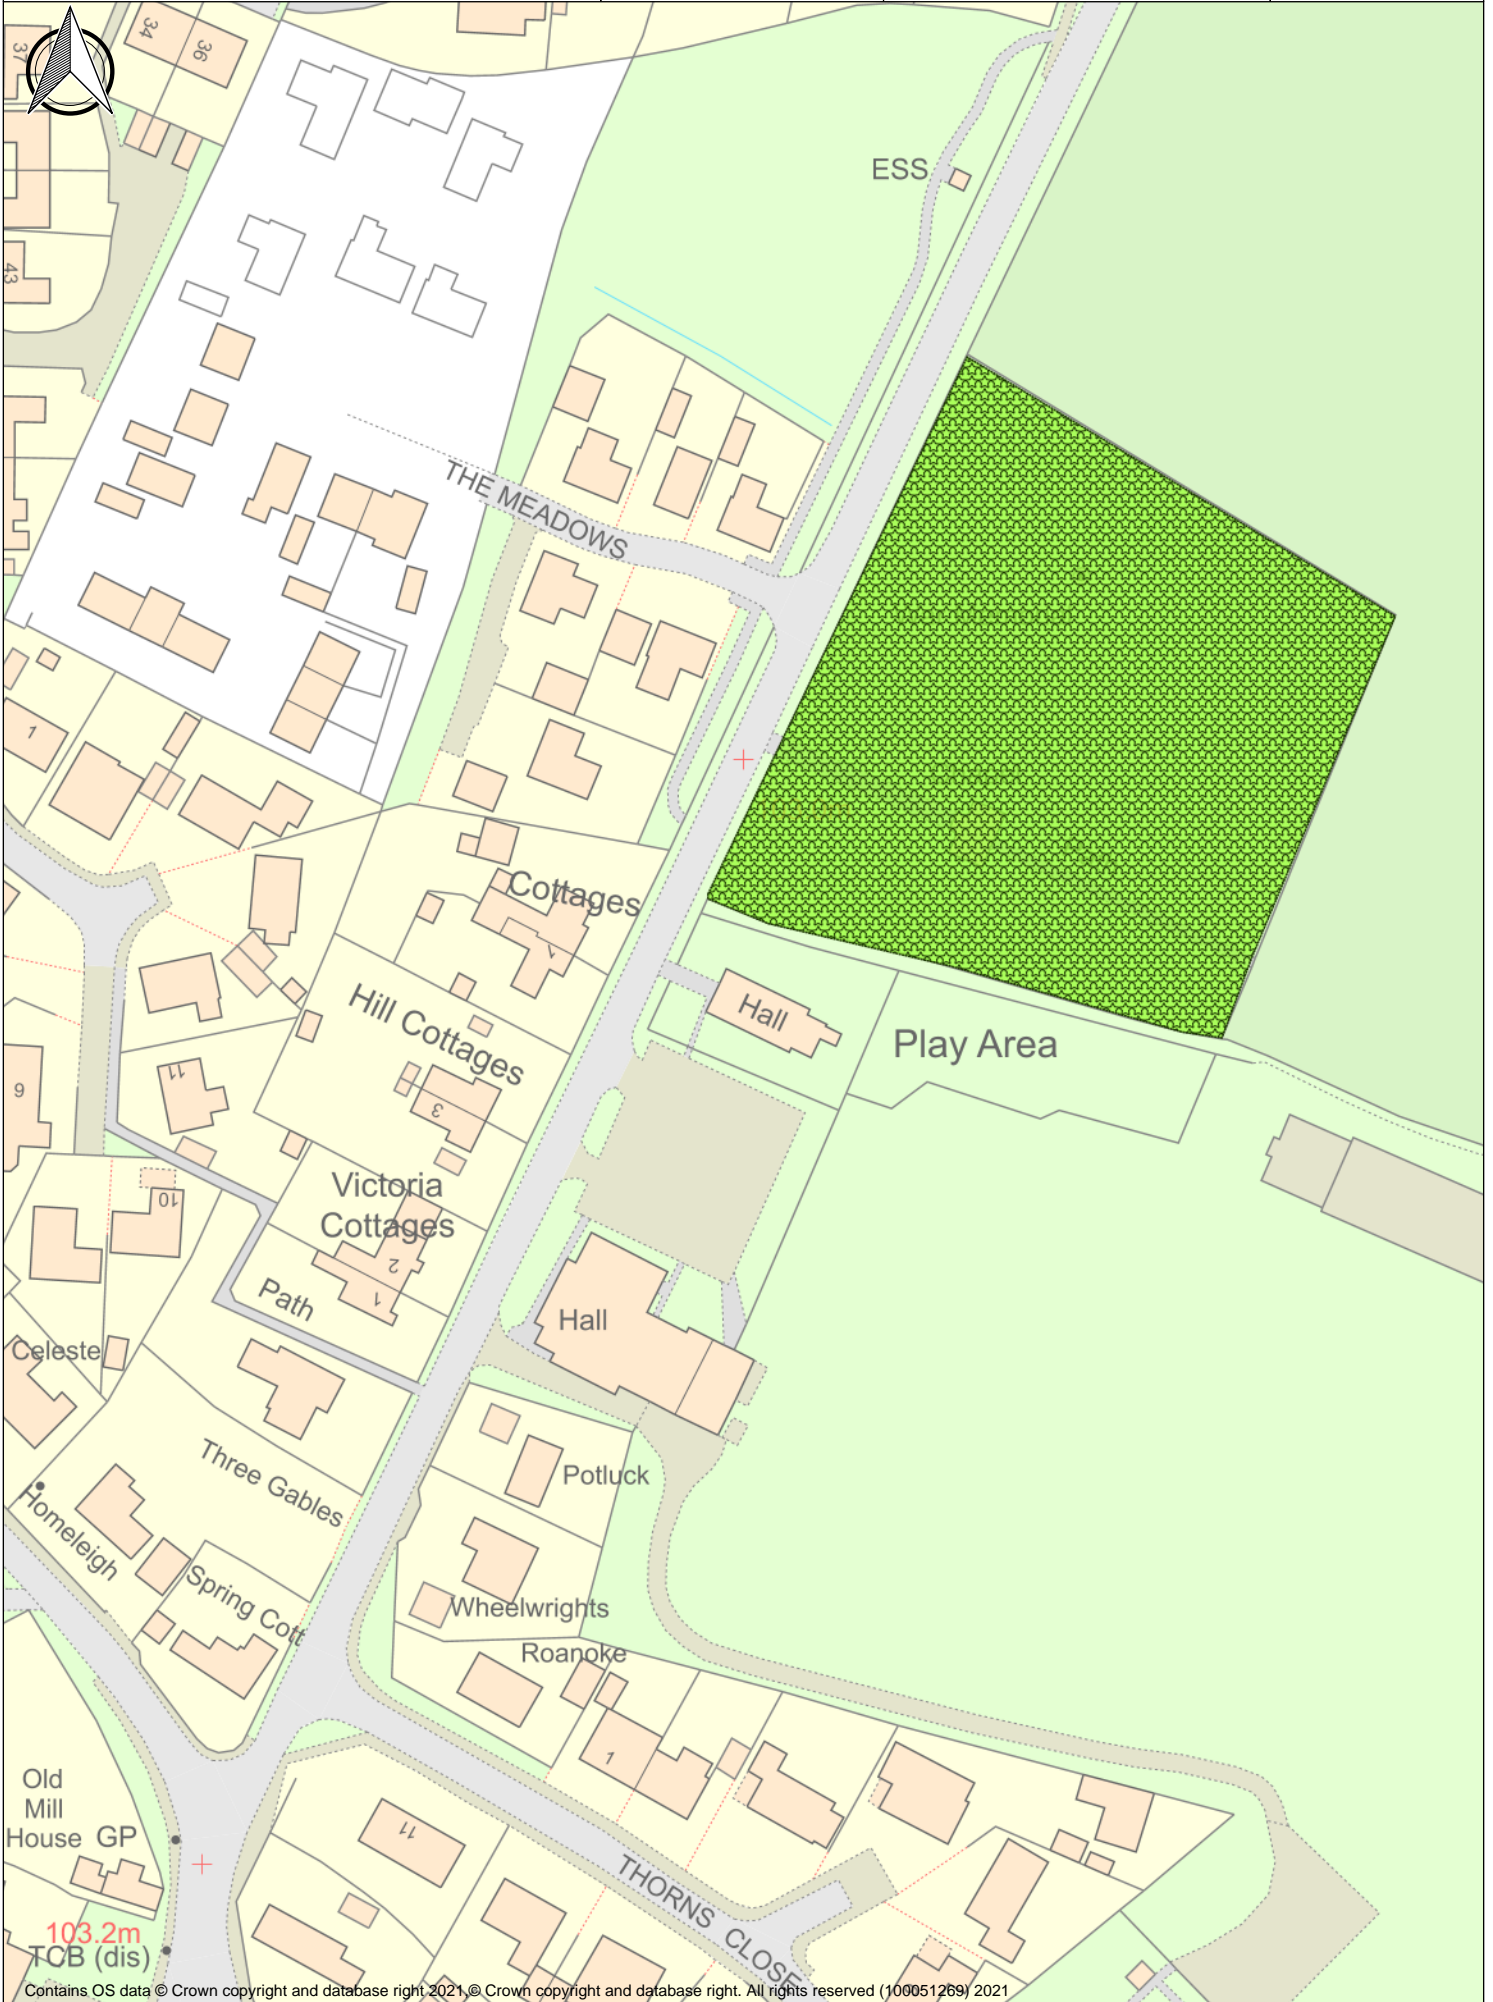 34
36
37
ESS
43
THE MEADOWS
1
Cottages
1
Hill Cottages
Hall
Play Area
3
11
9
Victoria
Cottages
10
2
1
Path
Hall
Celeste
Three Gables
Potluck
Homeleigh
Spring Cott
Wheelwrights
Roanoke
1
Old
Mill
House
GP
11
THORNS CLOSE
103.2m
TCB (dis)
Contains OS data © Crown copyright and database right 2021,© Crown copyright and database right. All rights reserved (100051269) 2021